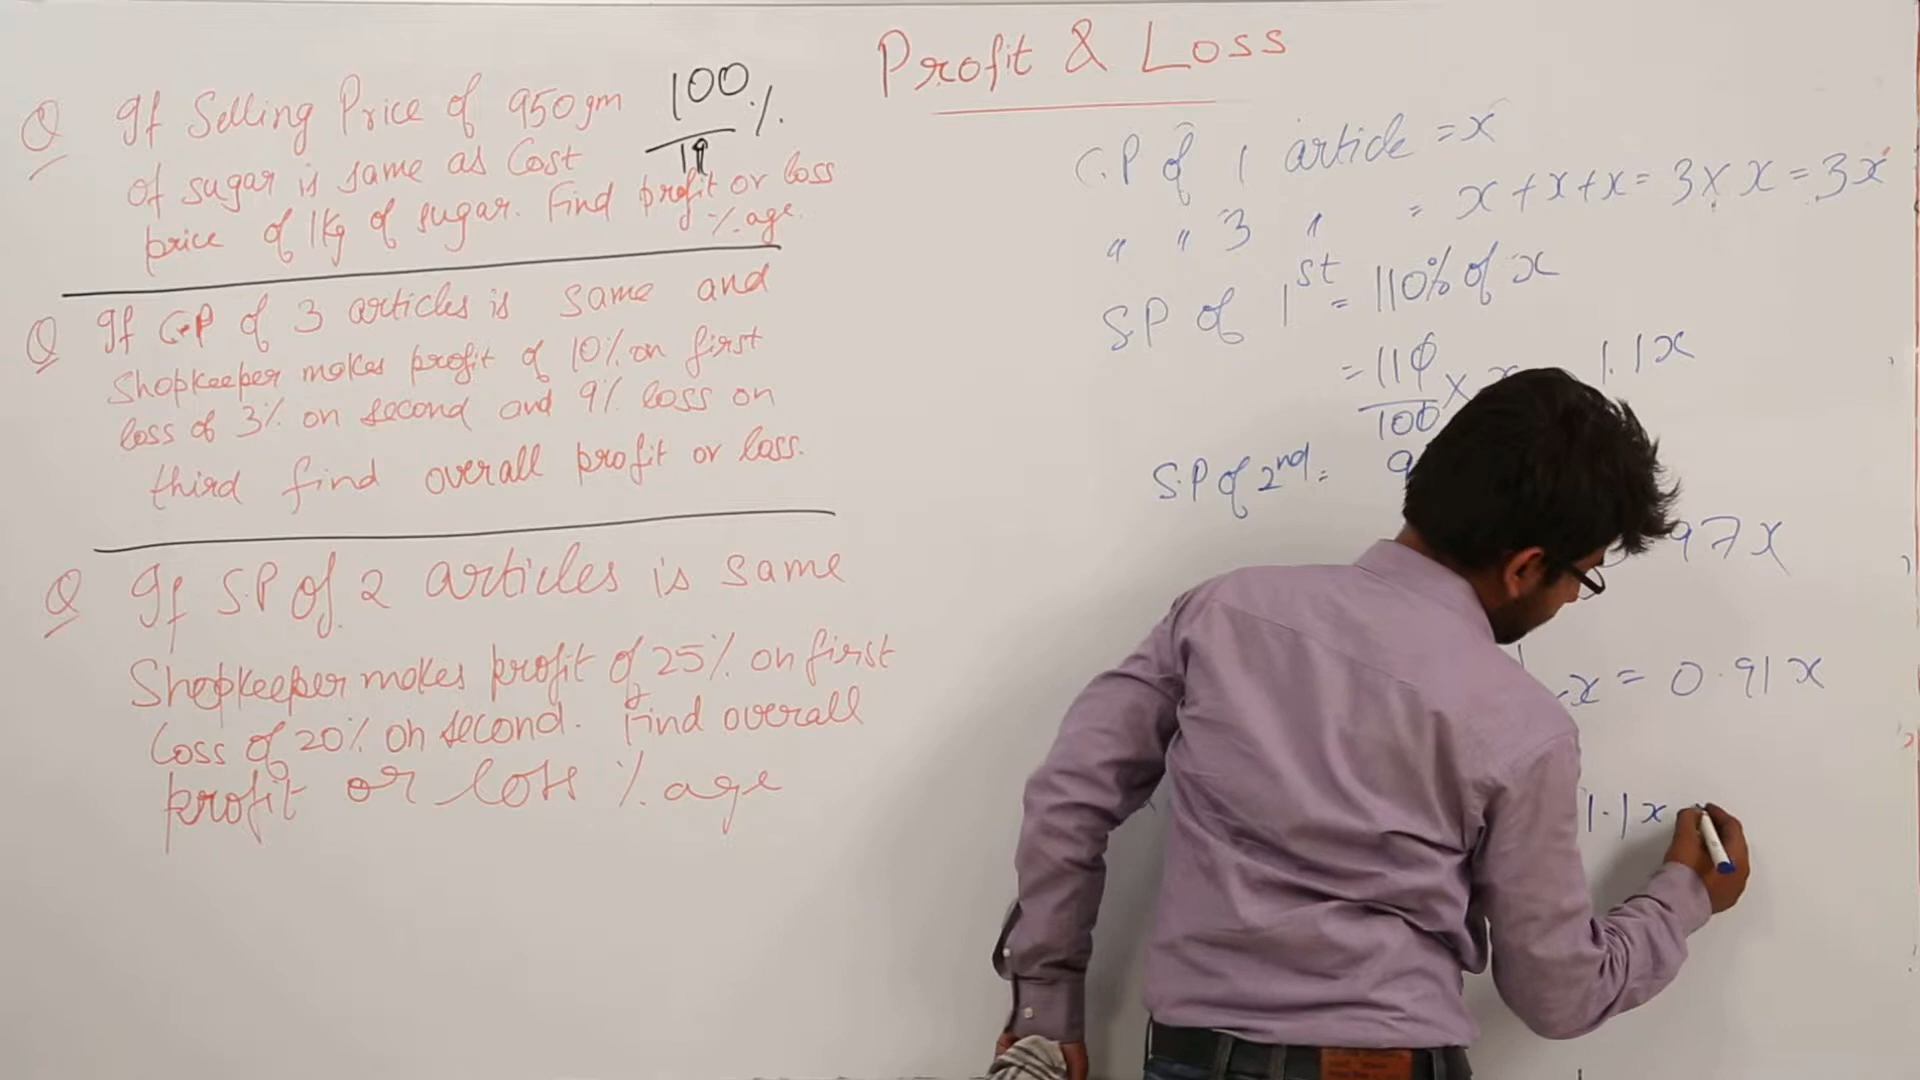 Profit & Loss
Q If Selling Price of 950gm
of sugar is same as Cost
price of 1Kg of sugar. Find profit or loss
%age.
100/19 %
Q If C.P of 3 articles is same and
Shopkeeper makes profit of 10% on first
loss of 3% on second and 9% loss on
third find overall profit or loss.
Q If S.P of 2 articles is same
Shopkeeper makes profit of 25% on first
Loss of 20% on second. Find overall
profit or loss %age
C.P of 1 article = x
" " 3 " = x + x + x = 3 × x = 3x
S.P of 1st = 110% of x
= 110/100 × 1.1x
S.P of 2nd =
97x
x = 0.91x
1.1x